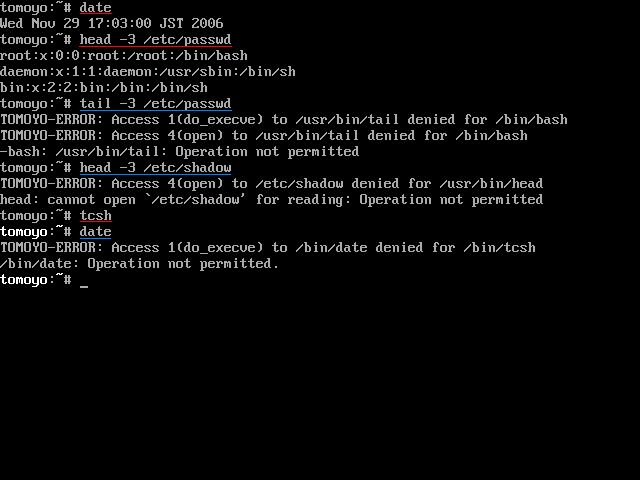 tomoyo:~# date
Wed Nov 29 17:03:00 JST 2006
tomoyo:~# head -3 /etc/passwd
root:x:0:0:root:/root:/bin/bash
daemon:x:1:1:daemon:/usr/sbin:/bin/sh
bin:x:2:2:bin:/bin:/bin/sh
tomoyo:~# tail -3 /etc/passwd
TOMOYO-ERROR: Access 1(do_execve) to /usr/bin/tail denied for /bin/bash
TOMOYO-ERROR: Access 4(open) to /usr/bin/tail denied for /bin/bash
-bash: /usr/bin/tail: Operation not permitted
tomoyo:~# head -3 /etc/shadow
TOMOYO-ERROR: Access 4(open) to /etc/shadow denied for /usr/bin/head
head: cannot open `/etc/shadow' for reading: Operation not permitted
tomoyo:~# tcsh
tomoyo:~# date
TOMOYO-ERROR: Access 1(do_execve) to /bin/date denied for /bin/tcsh
/bin/date: Operation not permitted.
tomoyo:~# _